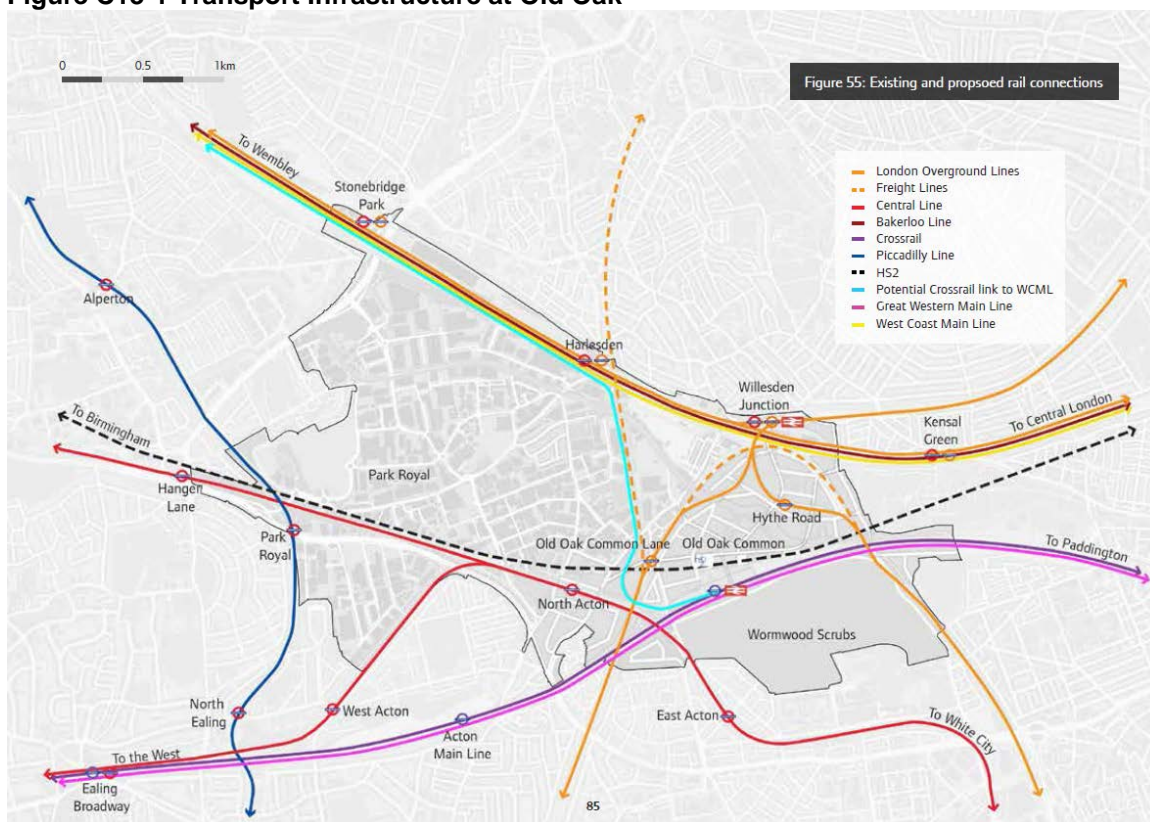 Figure C13-1 Transport Infrastructure at Old Oak
0 0.5 1km
Figure 55: Existing and propsoed rail connections
To Wembley
Stonebridge
Park
London Overground Lines
Freight Lines
Central Line
Bakerloo Line
Crossrail
Piccadilly Line
HS2
Potential Crossrail link to WCML
Great Western Main Line
West Coast Main Line
Alperton
Harlesden
Willesden
Junction
Kensal
Green
To Central London
To Birmingham
Hanger
Lane
Park Royal
Park
Royal
Hythe Road
Old Oak Common Lane
Old Oak Common
To Paddington
North Acton
Wormwood Scrubs
North
Ealing
West Acton
Acton
Main Line
East Acton
To White City
To the West
Ealing
Broadway
85